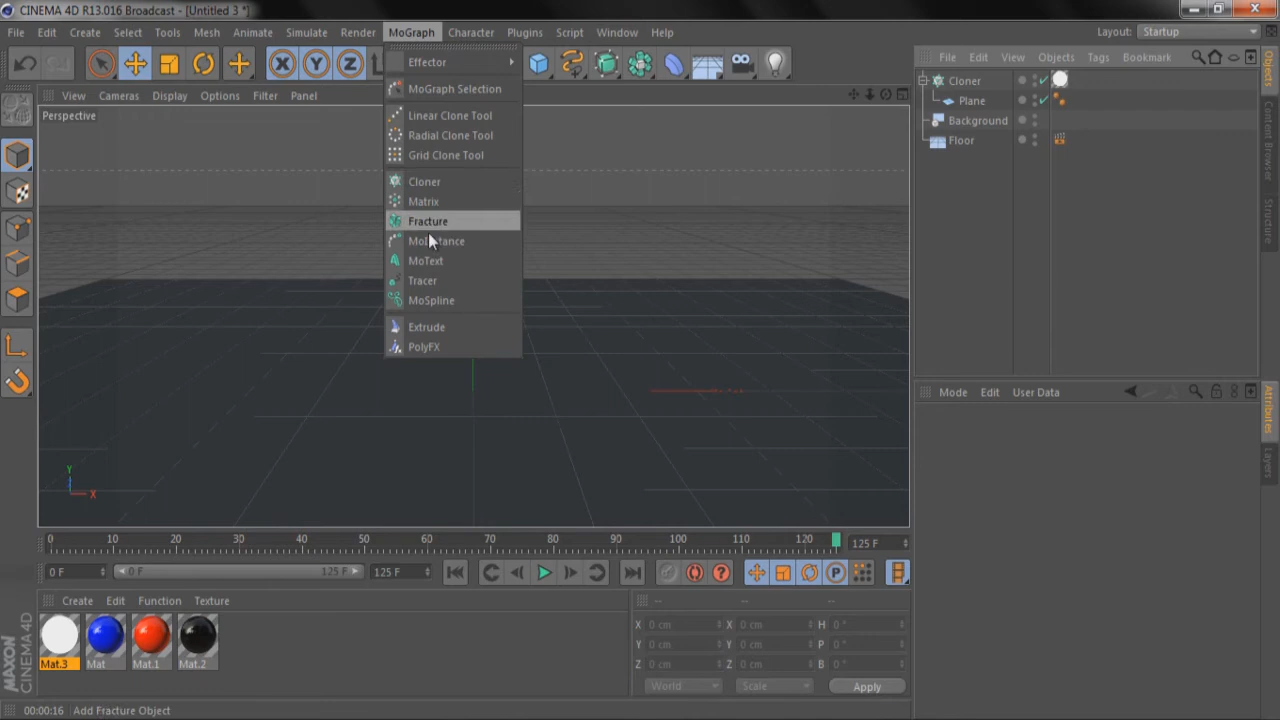 CINEMA 4D R13.016 Broadcast - [Untitled 3 *]
File Edit Create Select Tools Mesh Animate Simulate Render MoGraph Character Plugins Script Window Help Layout: Startup
X Y Z
Effector
MoGraph Selection
Linear Clone Tool
Radial Clone Tool
Grid Clone Tool
Cloner
Matrix
Fracture
MoText
Tracer
MoSpline
Extrude
PolyFX
View Cameras Display Options Filter Panel
Perspective
Y
X
File Edit View Objects Tags Bookmark
Cloner
Plane
Background
Floor
Objects
Content Browser
Structure
Mode Edit User Data
Attributes
Layers
0 10 20 30 40 50 60 70 80 90 100 110 120 125 F
0 F 0 F 125 F 125 F
Create Edit Function Texture
Mat.3 Mat Mat.1 Mat.2
-- -- --
X 0 cm X 0 cm H 0 °
Y 0 cm Y 0 cm P 0 °
Z 0 cm Z 0 cm B 0 °
World Scale Apply
MAXON CINEMA 4D
00:00:16 Add Fracture Object